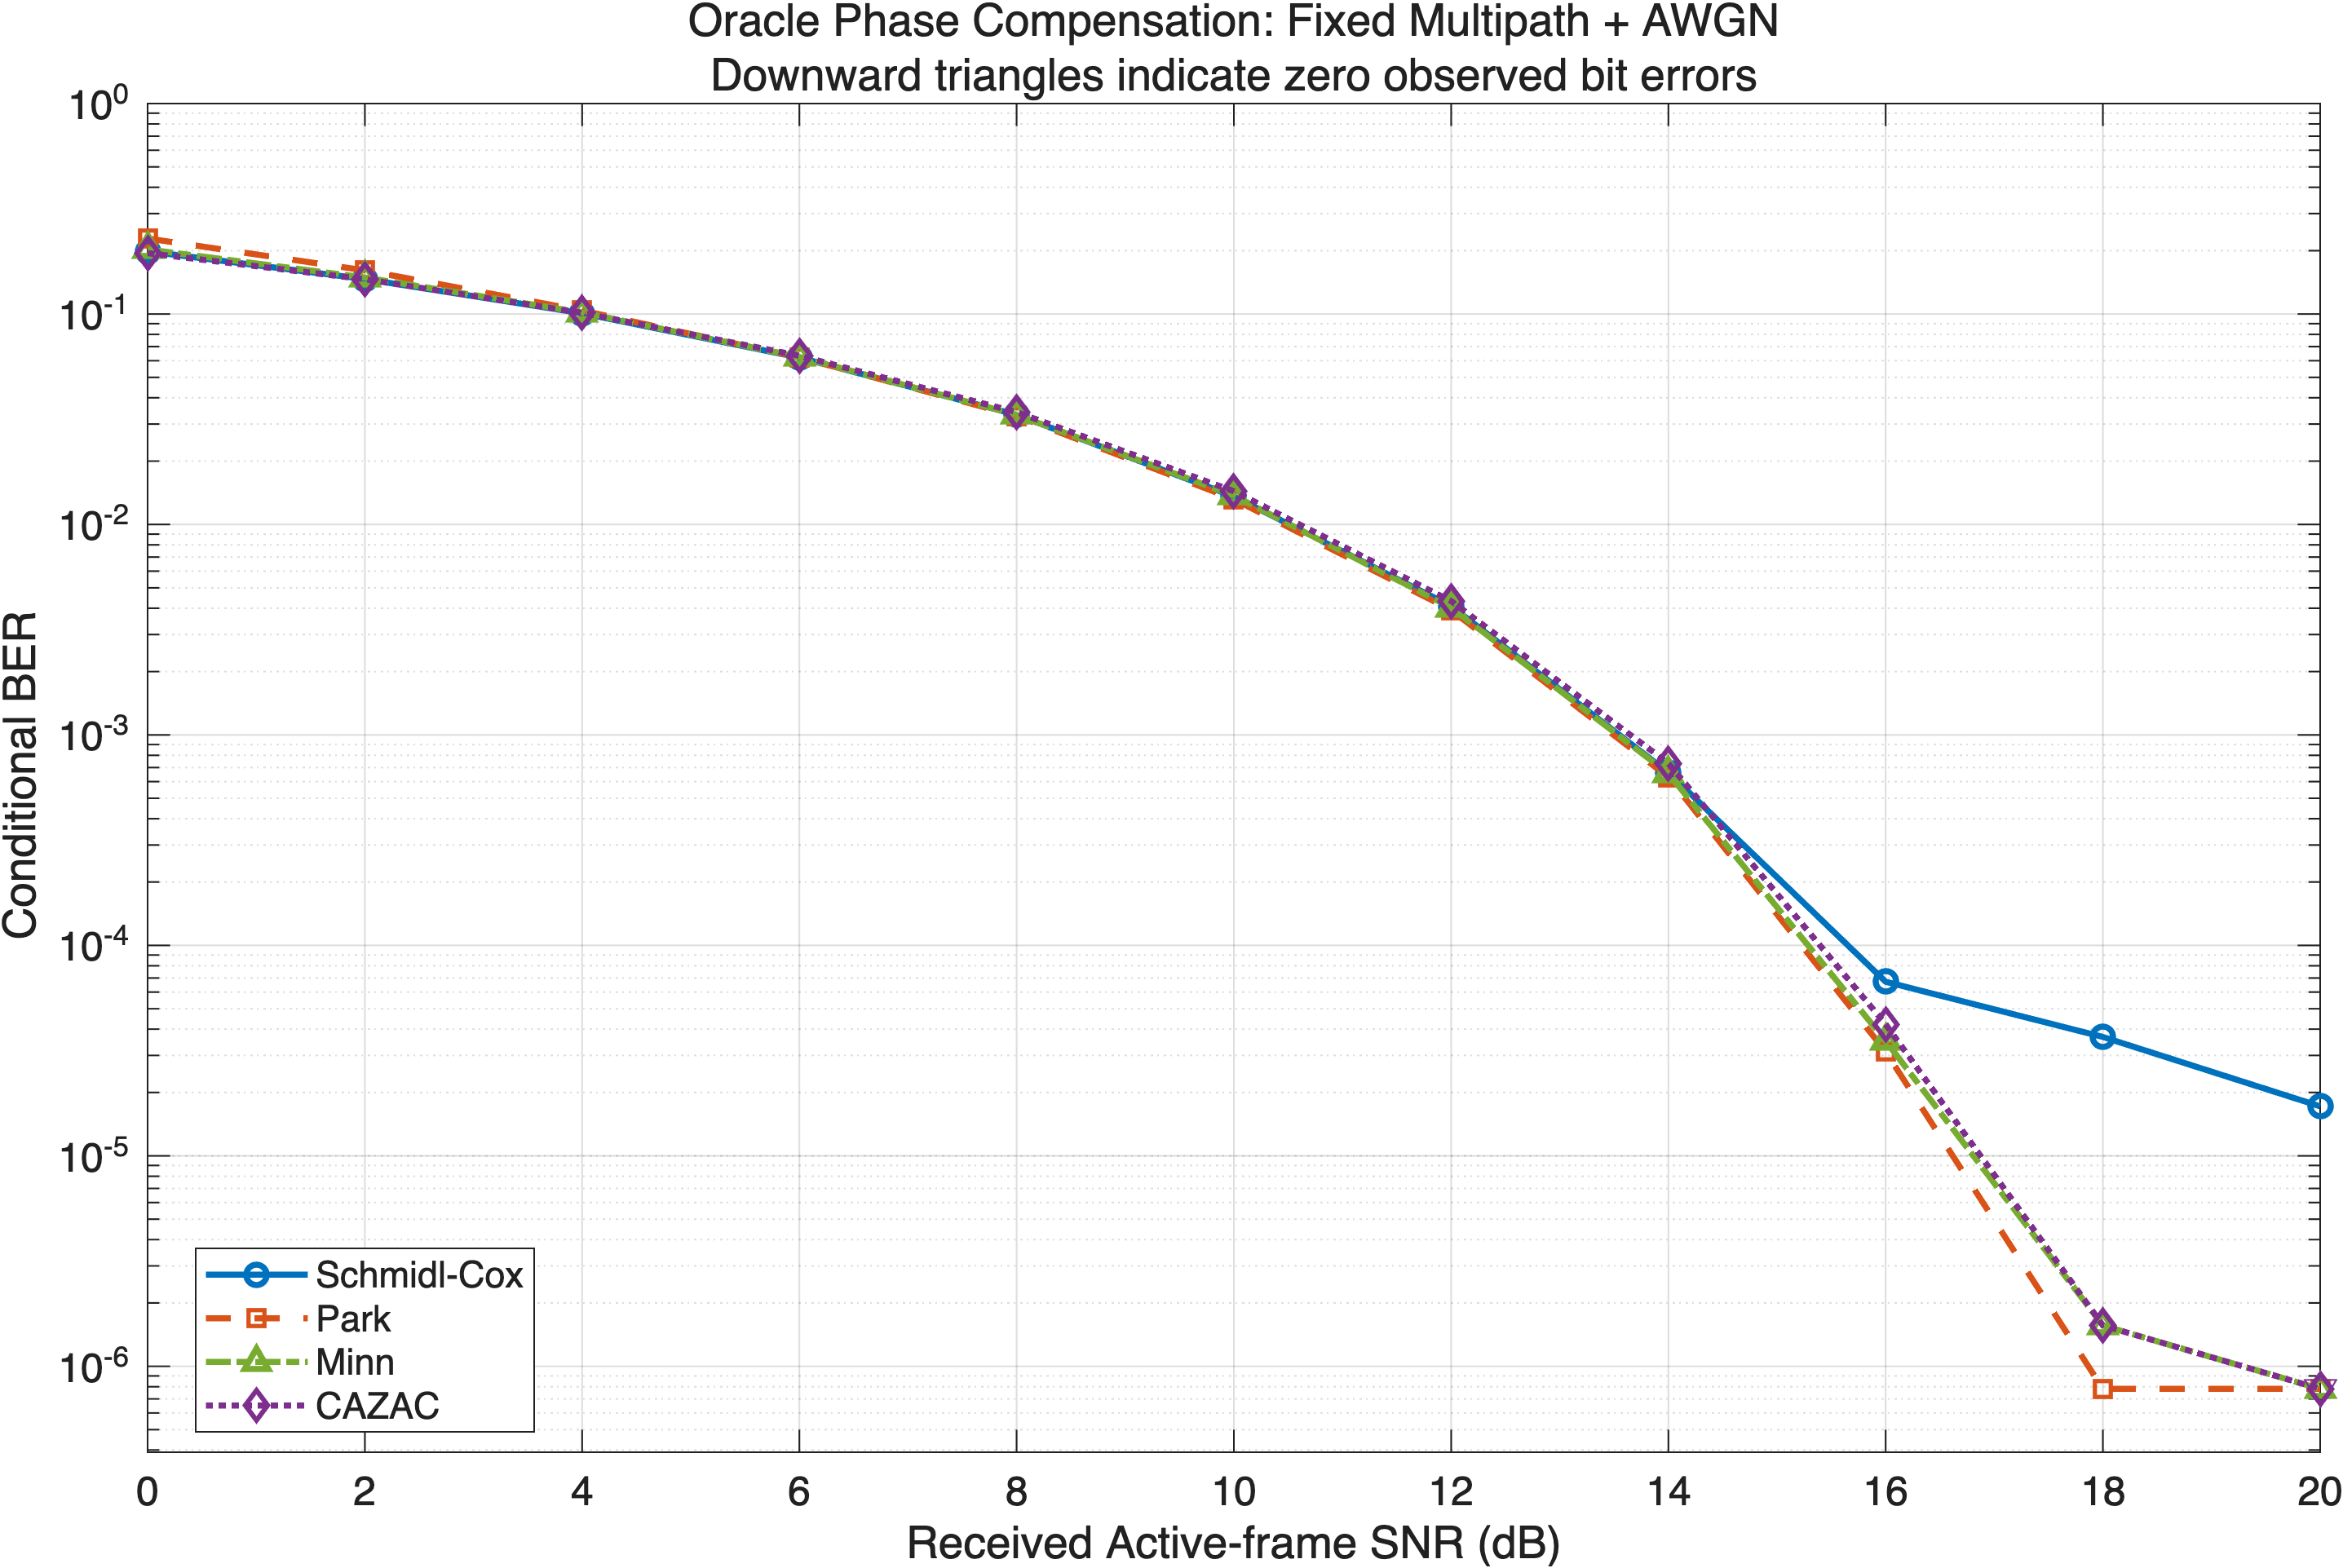 Oracle Phase Compensation: Fixed Multipath + AWGN
Downward triangles indicate zero observed bit errors
10^0
10^-1
10^-2
10^-3
10^-4
10^-5
10^-6
Conditional BER
Schmidl-Cox
Park
Minn
CAZAC
0 2 4 6 8 10 12 14 16 18 20
Received Active-frame SNR (dB)